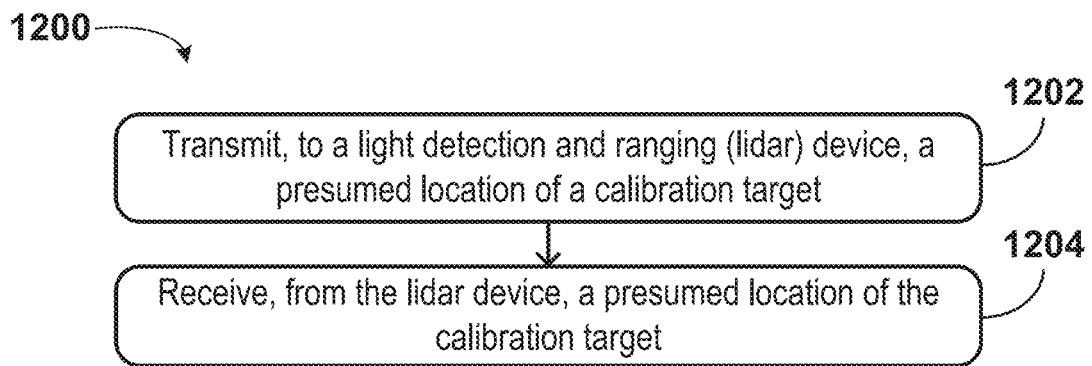 1200
1202
Transmit, to a light detection and ranging (lidar) device, a
presumed location of a calibration target
1204
Receive, from the lidar device, a presumed location of the
calibration target